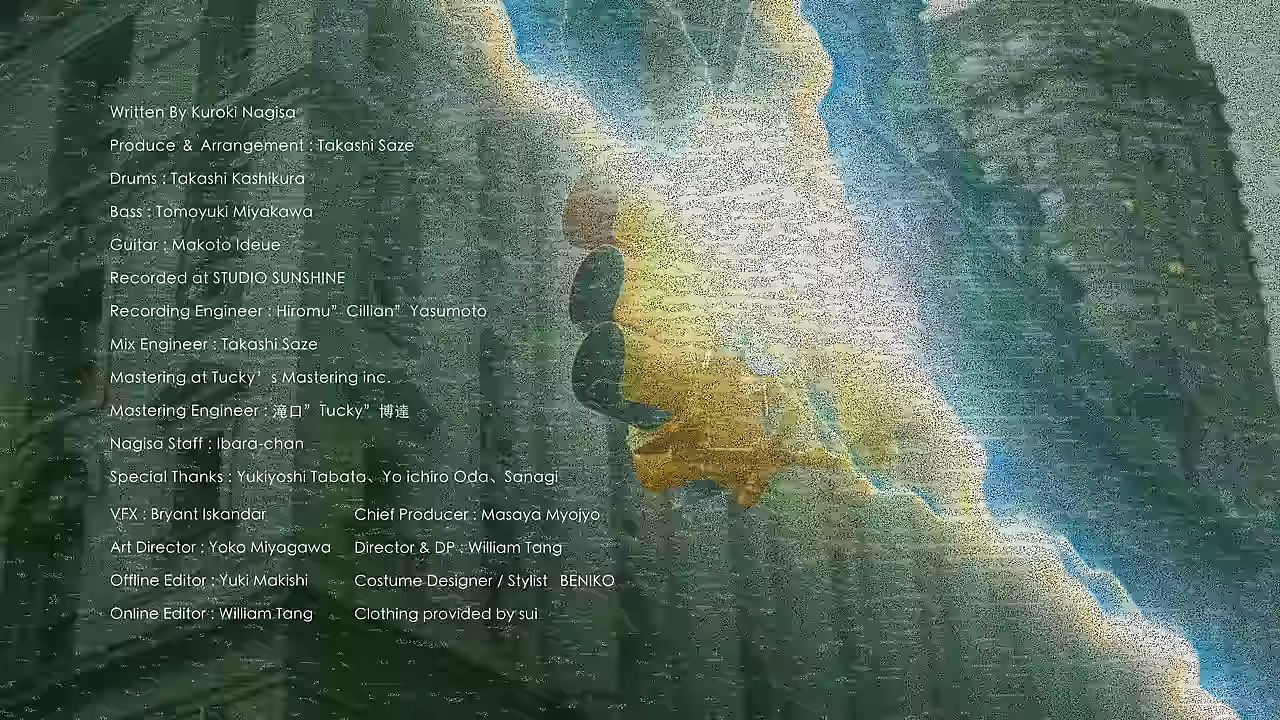 Written By Kuroki Nagisa
Produce & Arrangement : Takashi Saze
Drums : Takashi Kashikura
Bass : Tomoyuki Miyakawa
Guitar : Makoto Ideue
Recorded at STUDIO SUNSHINE
Recording Engineer : Hiromu” Cillian” Yasumoto
Mix Engineer : Takashi Saze
Mastering at Tucky’s Mastering inc.
Mastering Engineer : 滝口”Tucky”博達
Nagisa Staff : Ibara-chan
Special Thanks : Yukiyoshi Tabata、Yo ichiro Oda、Sanagi
VFX : Bryant Iskandar
Art Director : Yoko Miyagawa
Offline Editor : Yuki Makishi
Online Editor : William Tang
Chief Producer : Masaya Myojyo
Director & DP : William Tang
Costume Designer / Stylist BENIKO
Clothing provided by sui